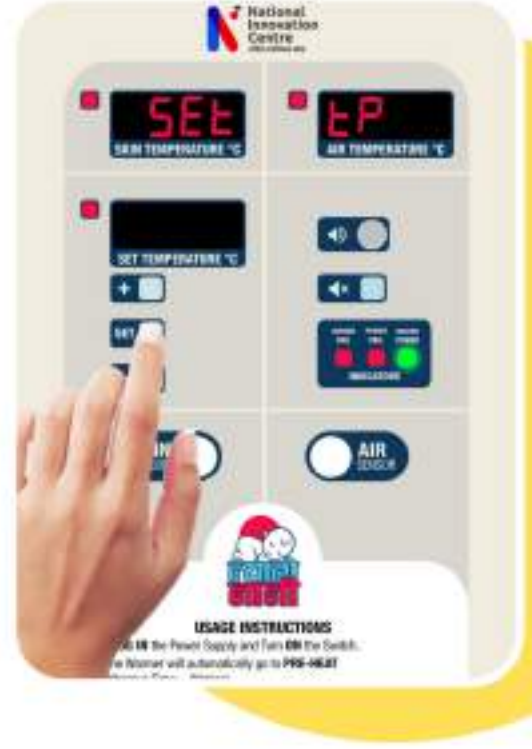 National
Innovation
Centre
SEt
SKIN TEMPERATURE °C
tP
AIR TEMPERATURE °C
SET TEMPERATURE °C
+
SET
INDICATORS
AIR
SENSOR
USAGE INSTRUCTIONS
IN the Power Supply and Turn ON the Switch.
Warmer will automatically go to PRE-HEAT